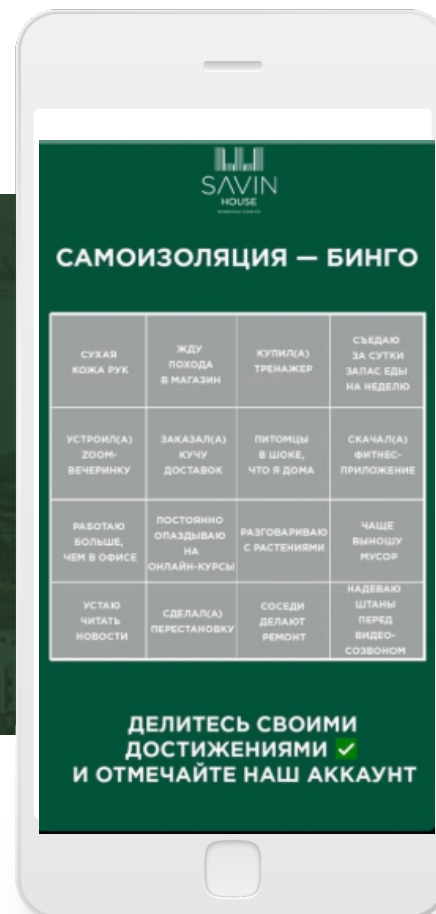 SAVIN
HOUSE
САМОИЗОЛЯЦИЯ — БИНГО
СУХАЯ
КОЖА РУК
ЖДУ
ПОХОДА
В МАГАЗИН
КУПИЛ(А)
ТРЕНАЖЕР
СЪЕДАЮ
ЗА СУТКИ
ЗАПАС ЕДЫ
НА НЕДЕЛЮ
УСТРОИЛ(А)
ZOOM-
ВЕЧЕРИНКУ
ЗАКАЗАЛ(А)
КУЧУ
ДОСТАВОК
ПИТОМЦЫ
В ШОКЕ,
ЧТО Я ДОМА
СКАЧАЛ(А)
ФИТНЕС-
ПРИЛОЖЕНИЕ
РАБОТАЮ
БОЛЬШЕ,
ЧЕМ В ОФИСЕ
ПОСТОЯННО
ОПАЗДЫВАЮ
НА
ОНЛАЙН-КУРСЫ
РАЗГОВАРИВАЮ
С РАСТЕНИЯМИ
ЧАЩЕ
ВЫНОШУ
МУСОР
УСТАЮ
ЧИТАТЬ
НОВОСТИ
СДЕЛАЛ(А)
ПЕРЕСТАНОВКУ
СОСЕДИ
ДЕЛАЮТ
РЕМОНТ
НАДЕВАЮ
ШТАНЫ
ПЕРЕД
ВИДЕО-
СОЗВОНОМ
ДЕЛИТЕСЬ СВОИМИ
ДОСТИЖЕНИЯМИ ✅
И ОТМЕЧАЙТЕ НАШ АККАУНТ